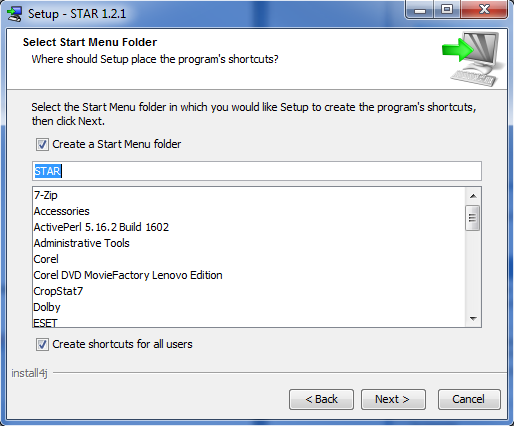 Setup - STAR 1.2.1
Select Start Menu Folder
Where should Setup place the program's shortcuts?
Select the Start Menu folder in which you would like Setup to create the program's shortcuts,
then click Next.
Create a Start Menu folder
STAR
7-Zip
Accessories
ActivePerl 5.16.2 Build 1602
Administrative Tools
Corel
Corel DVD MovieFactory Lenovo Edition
CropStat7
Dolby
ESET
Create shortcuts for all users
install4j
< Back
Next >
Cancel